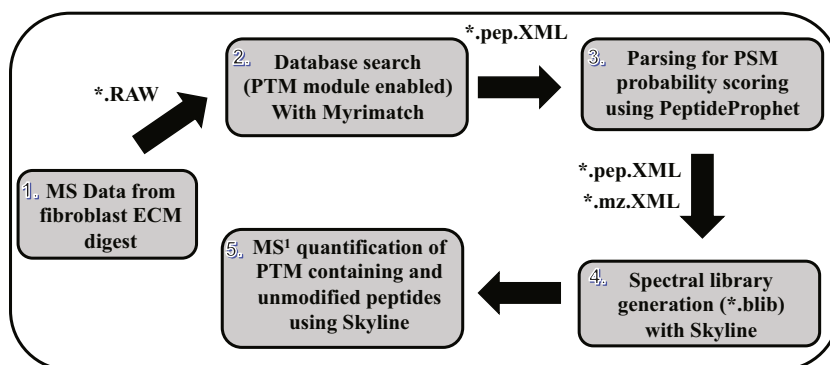 *.RAW
1. MS Data from
fibroblast ECM
digest
2. Database search
(PTM module enabled)
With Myrimatch
*.pep.XML
3. Parsing for PSM
probability scoring
using PeptideProphet
*.pep.XML
*.mz.XML
4. Spectral library
generation (*.blib)
with Skyline
5. MS¹ quantification of
PTM containing and
unmodified peptides
using Skyline